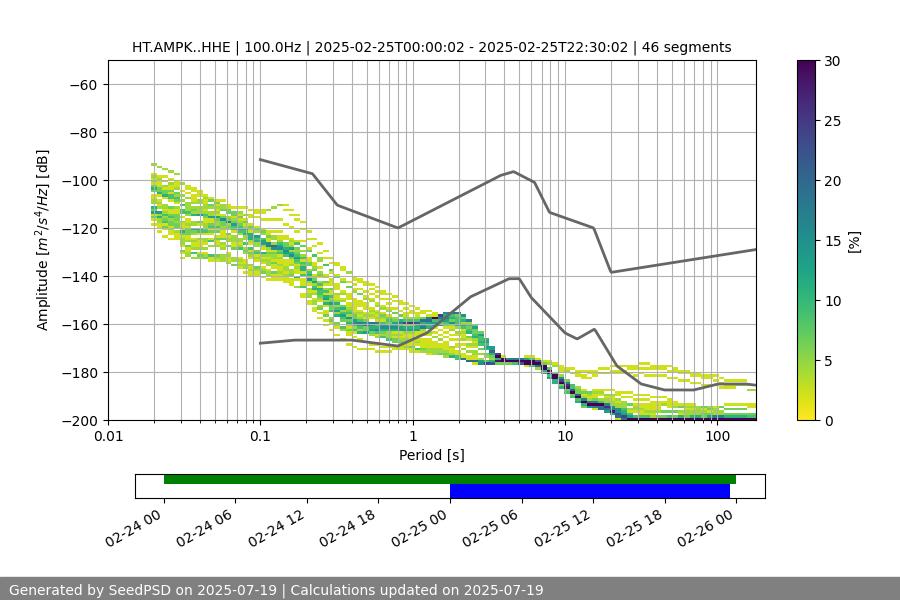 HT.AMPK..HHE | 100.0Hz | 2025-02-25T00:00:02 - 2025-02-25T22:30:02 | 46 segments
Amplitude [m²/s⁴/Hz] [dB]
−60
−80
−100
−120
−140
−160
−180
−200
0.01 0.1 1 10 100
Period [s]
30
25
20
15
10
5
0
[%]
02-24 00 02-24 06 02-24 12 02-24 18 02-25 00 02-25 06 02-25 12 02-25 18 02-26 00
Generated by SeedPSD on 2025-07-19 | Calculations updated on 2025-07-19